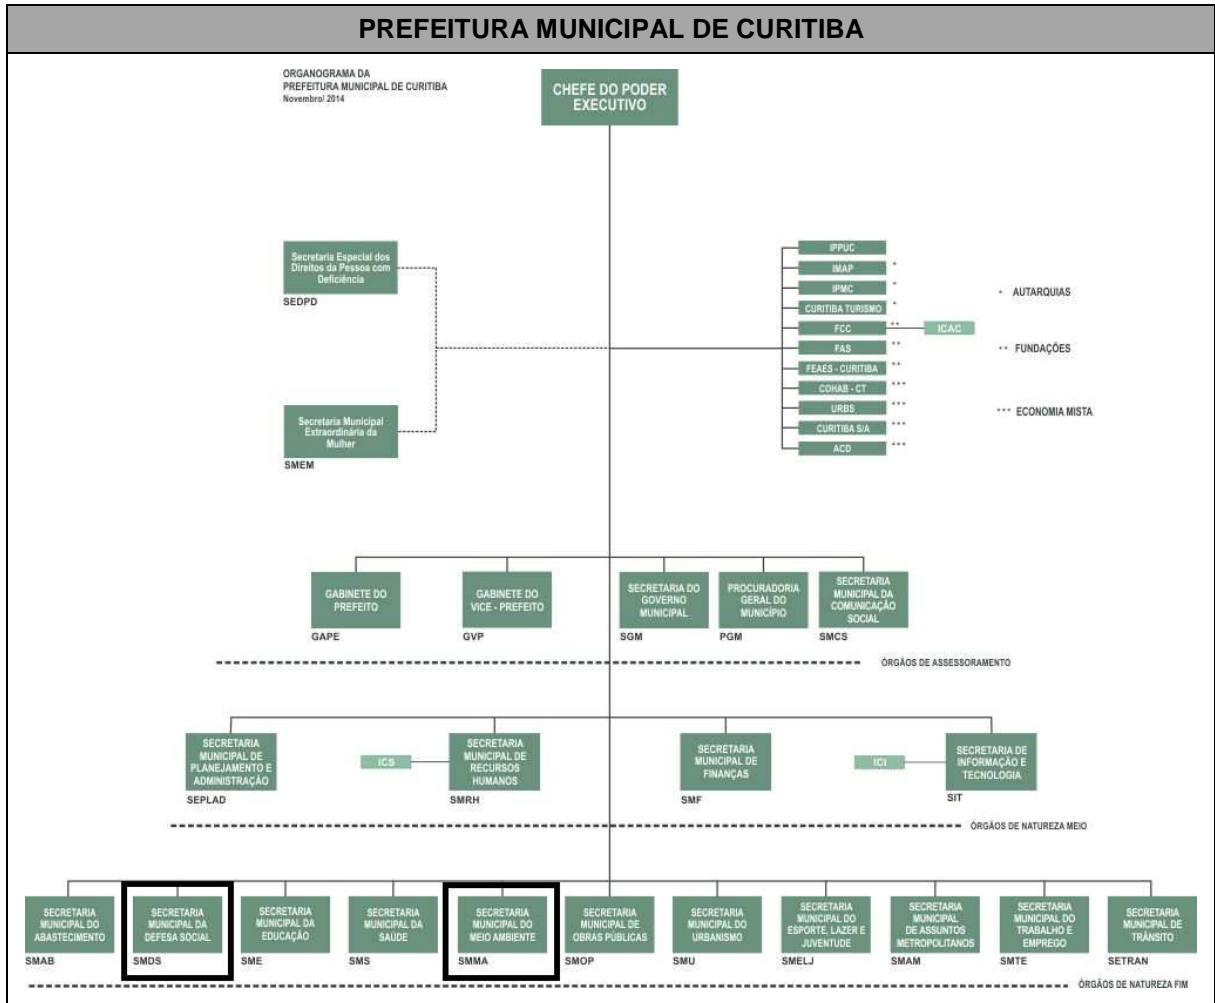 PREFEITURA MUNICIPAL DE CURITIBA
ORGANOGRAMA DA
PREFEITURA MUNICIPAL DE CURITIBA
Novembro/ 2014
CHEFE DO PODER
EXECUTIVO
Secretaria Especial dos
Direitos da Pessoa com
Deficiência
SEDPD
Secretaria Municipal
Extraordinária da
Mulher
SMEM
IPPUC
IMAP *
IPMC *
CURITIBA TURISMO *
FCC **
ICAC
FAS **
FEAES - CURITIBA **
COHAB - CT ***
URBS ***
CURITIBA S/A ***
ACD ***
* AUTARQUIAS
** FUNDAÇÕES
*** ECONOMIA MISTA
GABINETE DO
PREFEITO
GAPE
GABINETE DO
VICE - PREFEITO
GVP
SECRETARIA DO
GOVERNO
MUNICIPAL
SGM
PROCURADORIA
GERAL DO
MUNICÍPIO
PGM
SECRETARIA
MUNICIPAL DA
COMUNICAÇÃO
SOCIAL
SMCS
ÓRGÃOS DE ASSESSORAMENTO
SECRETARIA
MUNICIPAL DE
PLANEJAMENTO E
ADMINISTRAÇÃO
SEPLAD
ICS
SECRETARIA
MUNICIPAL DE
RECURSOS
HUMANOS
SMRH
SECRETARIA
MUNICIPAL DE
FINANÇAS
SMF
ICI
SECRETARIA DE
INFORMAÇÃO E
TECNOLOGIA
SIT
ÓRGÃOS DE NATUREZA MEIO
SECRETARIA
MUNICIPAL DO
ABASTECIMENTO
SMAB
SECRETARIA
MUNICIPAL DA
DEFESA SOCIAL
SMDS
SECRETARIA
MUNICIPAL DA
EDUCAÇÃO
SME
SECRETARIA
MUNICIPAL DA
SAÚDE
SMS
SECRETARIA
MUNICIPAL DO
MEIO AMBIENTE
SMMA
SECRETARIA
MUNICIPAL DE
OBRAS PÚBLICAS
SMOP
SECRETARIA
MUNICIPAL DO
URBANISMO
SMU
SECRETARIA
MUNICIPAL DO
ESPORTE, LAZER E
JUVENTUDE
SMELJ
SECRETARIA
MUNICIPAL
DE ASSUNTOS
METROPOLITANOS
SMAM
SECRETARIA
MUNICIPAL DO
TRABALHO E
EMPREGO
SMTE
SECRETARIA
MUNICIPAL DE
TRÂNSITO
SETRAN
ÓRGÃOS DE NATUREZA FIM